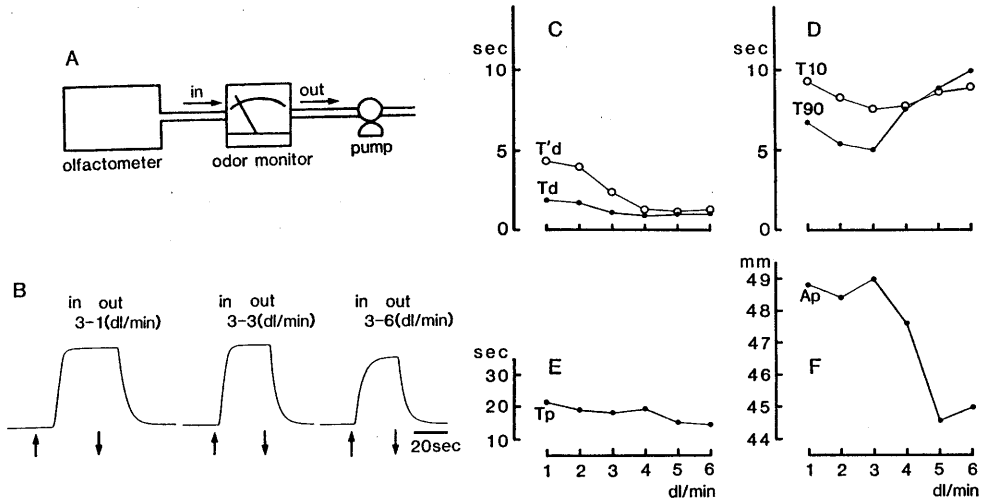 A
in
out
olfactometer
odor monitor
pump
B
in out
3-1(dl/min)
in out
3-3(dl/min)
in out
3-6(dl/min)
20sec
C
sec
10
5
0
T'd
Td
D
sec
10
5
0
T10
T90
E
sec
30
20
10
Tp
1 2 3 4 5 6
dl/min
F
mm
49
48
47
46
45
44
Ap
1 2 3 4 5 6
dl/min